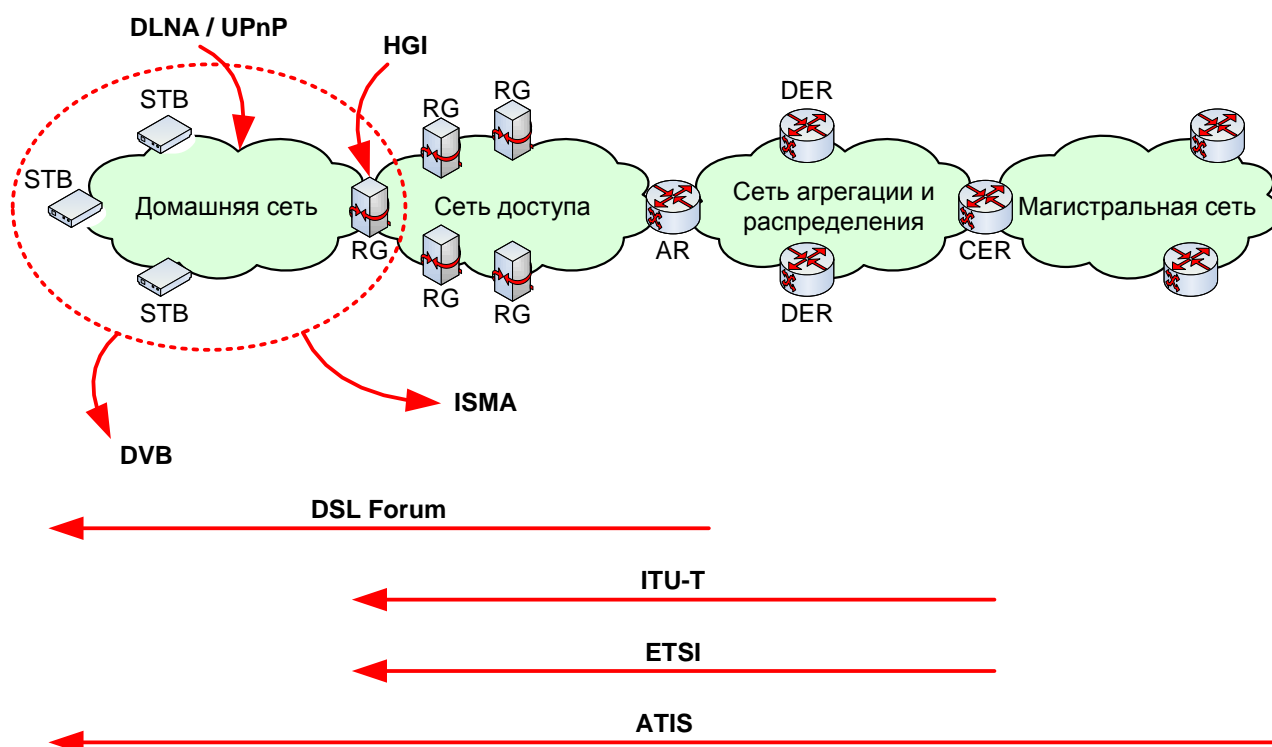 DLNA / UPnP
HGI
STB
RG
RG
DER
STB
Домашняя сеть
RG
Сеть доступа
AR
Сеть агрегации и
распределения
CER
Магистральная сеть
STB
RG
RG
DER
ISMA
DVB
DSL Forum
ITU-T
ETSI
ATIS